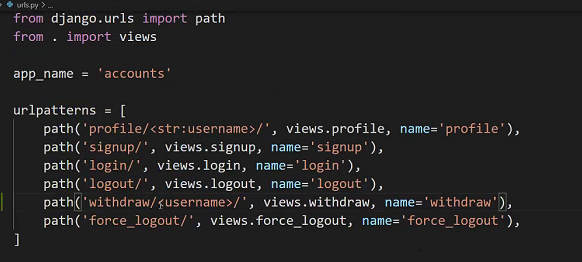 urls.py > ...
from django.urls import path
from . import views
app_name = 'accounts'
urlpatterns = [
path('profile/<str:username>/', views.profile, name='profile'),
path('signup/', views.signup, name='signup'),
path('login/', views.login, name='login'),
path('logout/', views.logout, name='logout'),
path('withdraw/<username>/', views.withdraw, name='withdraw'),
path('force_logout/', views.force_logout, name='force_logout'),
]